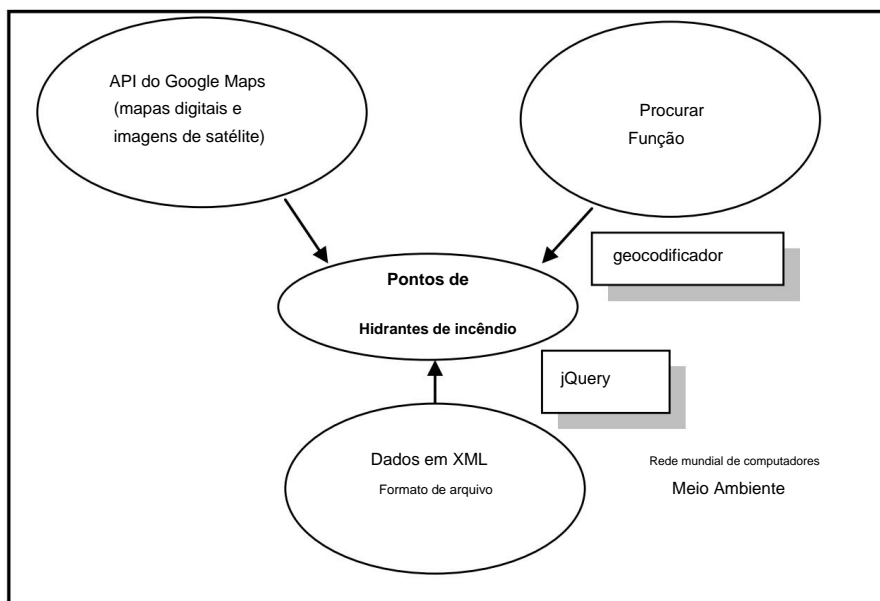 API do Google Maps
(mapas digitais e
imagens de satélite)
Procurar
Função
geocodificador
Pontos de
Hidrantes de incêndio
jQuery
Dados em XML
Formato de arquivo
Rede mundial de computadores
Meio Ambiente